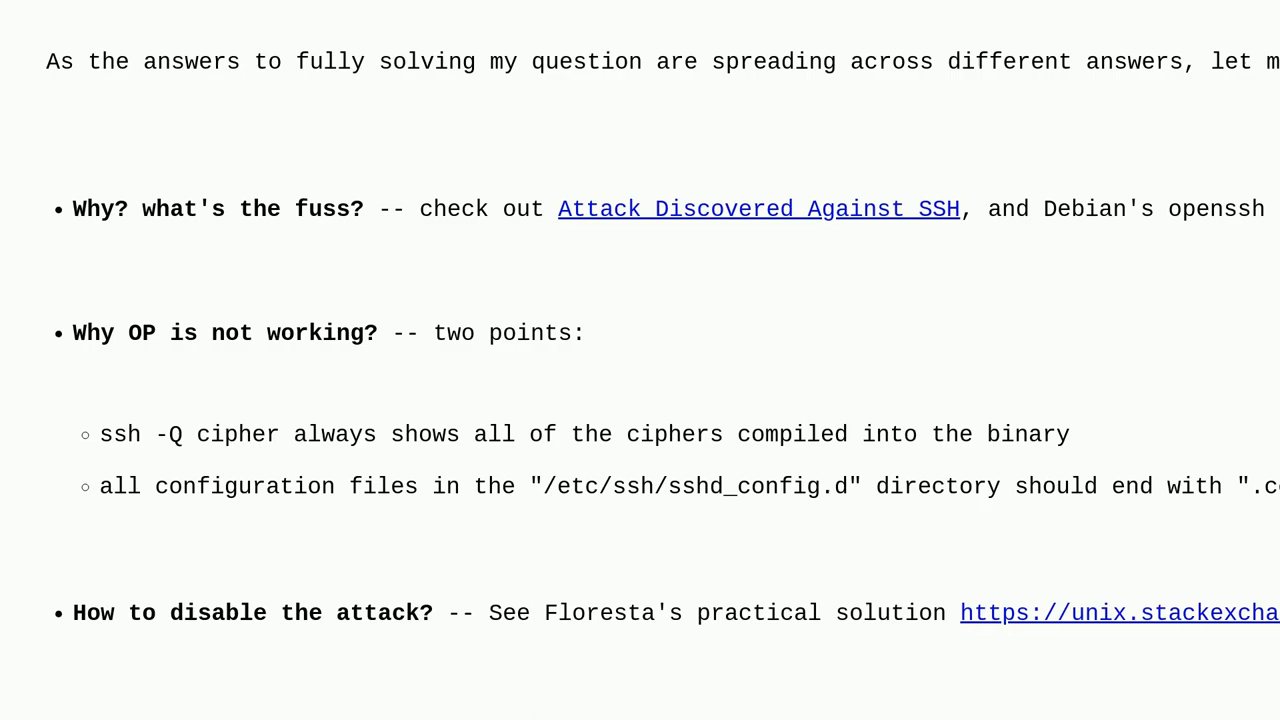 As the answers to fully solving my question are spreading across different answers, let
• Why? what's the fuss? -- check out Attack Discovered Against SSH, and Debian's openssh
• Why OP is not working? -- two points:
○ ssh -Q cipher always shows all of the ciphers compiled into the binary
○ all configuration files in the "/etc/ssh/sshd_config.d" directory should end with ".c
• How to disable the attack? -- See Floresta's practical solution https://unix.stackexcha